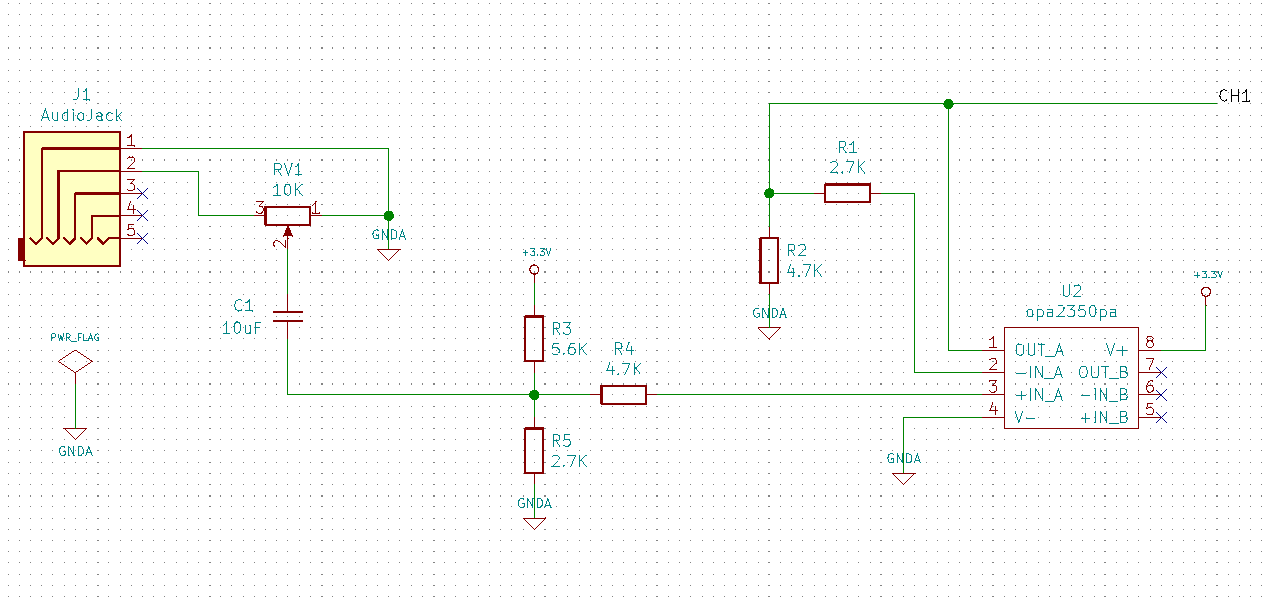 J1
AudioJack
1
2
3
4
5
RV1
10K
3
1
2
GNDA
C1
10uF
PWR_FLAG
GNDA
+3.3V
R3
5.6K
R4
4.7K
R5
2.7K
GNDA
CH1
R1
2.7K
R2
4.7K
GNDA
U2
opa2350pa
+3.3V
1 OUT_A V+ 8
2 -IN_A OUT_B 7
3 +IN_A -IN_B 6
4 V- +IN_B 5
GNDA